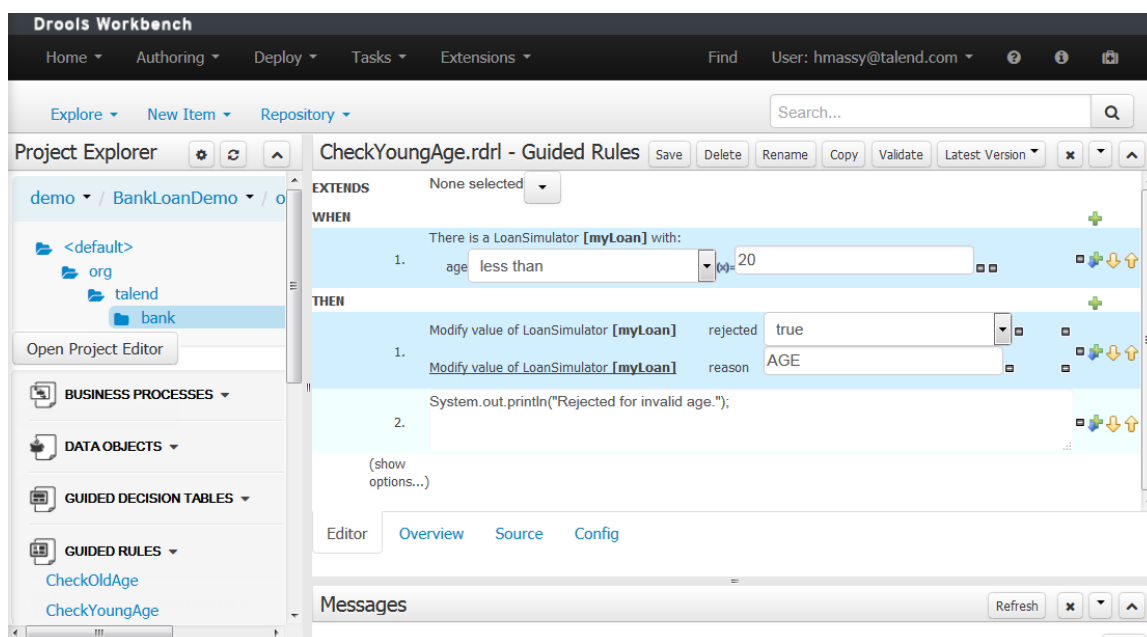 Drools Workbench
Home Authoring Deploy Tasks Extensions Find User: hmassy@talend.com
Explore New Item Repository Search...
Project Explorer
demo / BankLoanDemo / o
<default>
org
talend
bank
Open Project Editor
BUSINESS PROCESSES
DATA OBJECTS
GUIDED DECISION TABLES
GUIDED RULES
CheckOldAge
CheckYoungAge
CheckYoungAge.rdrl - Guided Rules Save Delete Rename Copy Validate Latest Version
EXTENDS None selected
WHEN
There is a LoanSimulator [myLoan] with:
1. age less than (x)= 20
THEN
1.
Modify value of LoanSimulator [myLoan] rejected true
Modify value of LoanSimulator [myLoan] reason AGE
2. System.out.println("Rejected for invalid age.");
(show
options...)
Editor Overview Source Config
Messages Refresh